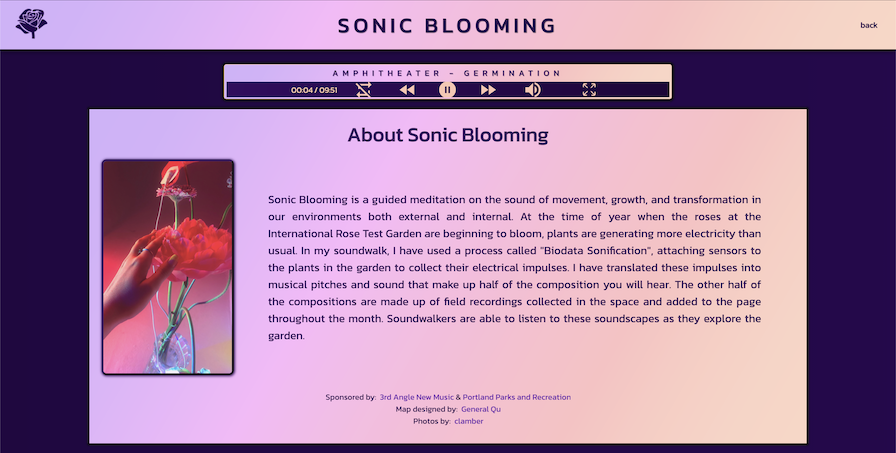 SONIC BLOOMING
back
AMPHITHEATER - GERMINATION
00:04 / 09:51
About Sonic Blooming
Sonic Blooming is a guided meditation on the sound of movement, growth, and transformation in
our environments both external and internal. At the time of year when the roses at the
International Rose Test Garden are beginning to bloom, plants are generating more electricity than
usual. In my soundwalk, I have used a process called "Biodata Sonification", attaching sensors to
the plants in the garden to collect their electrical impulses. I have translated these impulses into
musical pitches and sound that make up half of the composition you will hear. The other half of
the compositions are made up of field recordings collected in the space and added to the page
throughout the month. Soundwalkers are able to listen to these soundscapes as they explore the
garden.
Sponsored by: 3rd Angle New Music & Portland Parks and Recreation
Map designed by: General Qu
Photos by: clamber